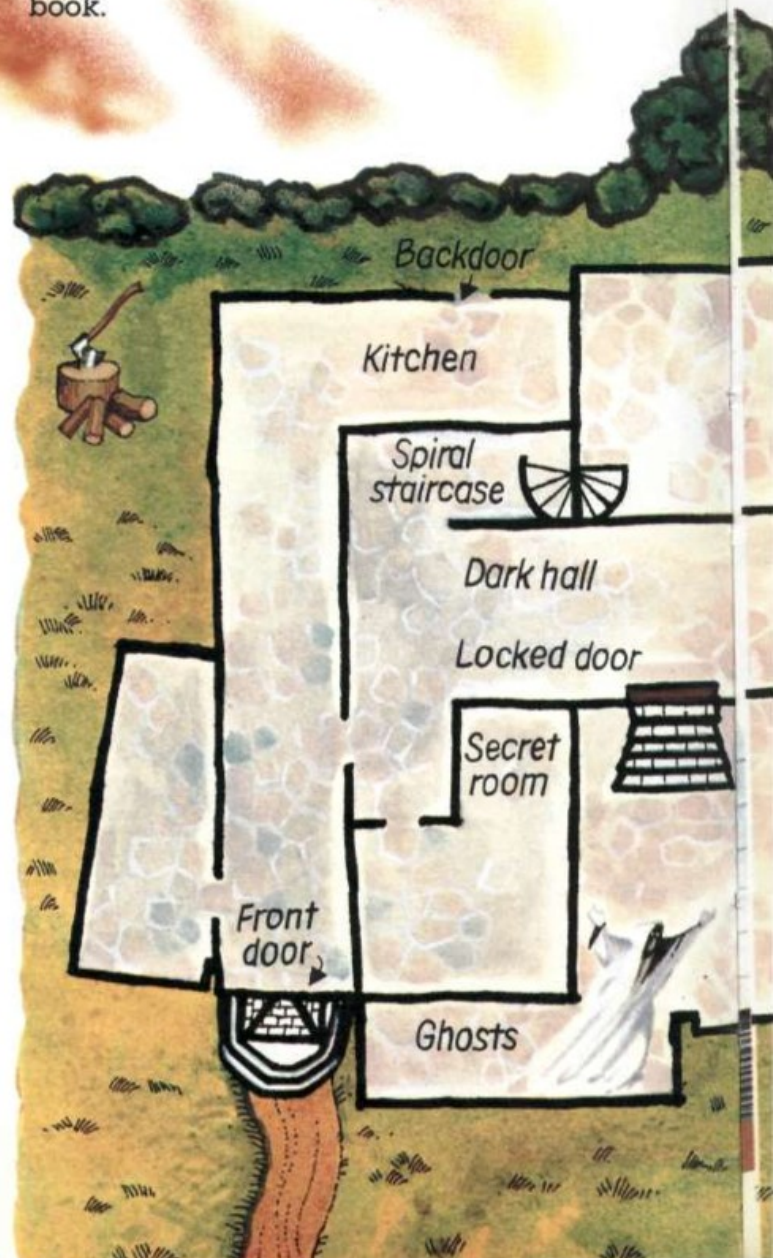 book.
Backdoor
Kitchen
Spiral
staircase
Dark hall
Locked door
Secret
room
Front
door
Ghosts